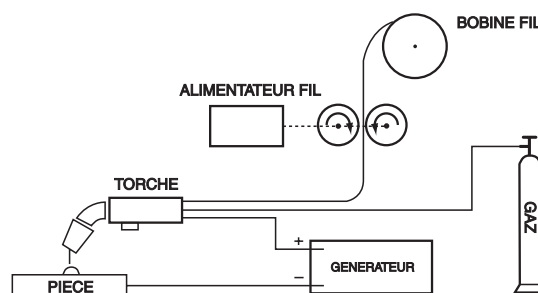 BOBINE FIL
ALIMENTATEUR FIL
TORCHE
GAZ
+
GENERATEUR
–
PIECE